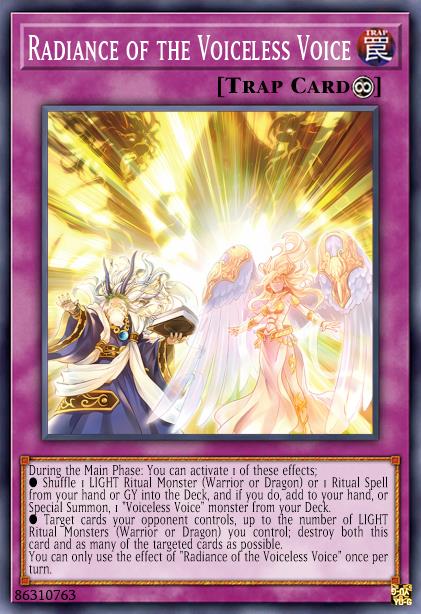 Radiance of the Voiceless Voice
TRAP
罠
[Trap Card]
During the Main Phase: You can activate 1 of these effects;
● Shuffle 1 LIGHT Ritual Monster (Warrior or Dragon) or 1 Ritual Spell
from your hand or GY into the Deck, and if you do, add to your hand, or
Special Summon, 1 "Voiceless Voice" monster from your Deck.
● Target cards your opponent controls, up to the number of LIGHT
Ritual Monsters (Warrior or Dragon) you control; destroy both this
card and as many of the targeted cards as possible.
You can only use the effect of "Radiance of the Voiceless Voice" once per
turn.
86310763